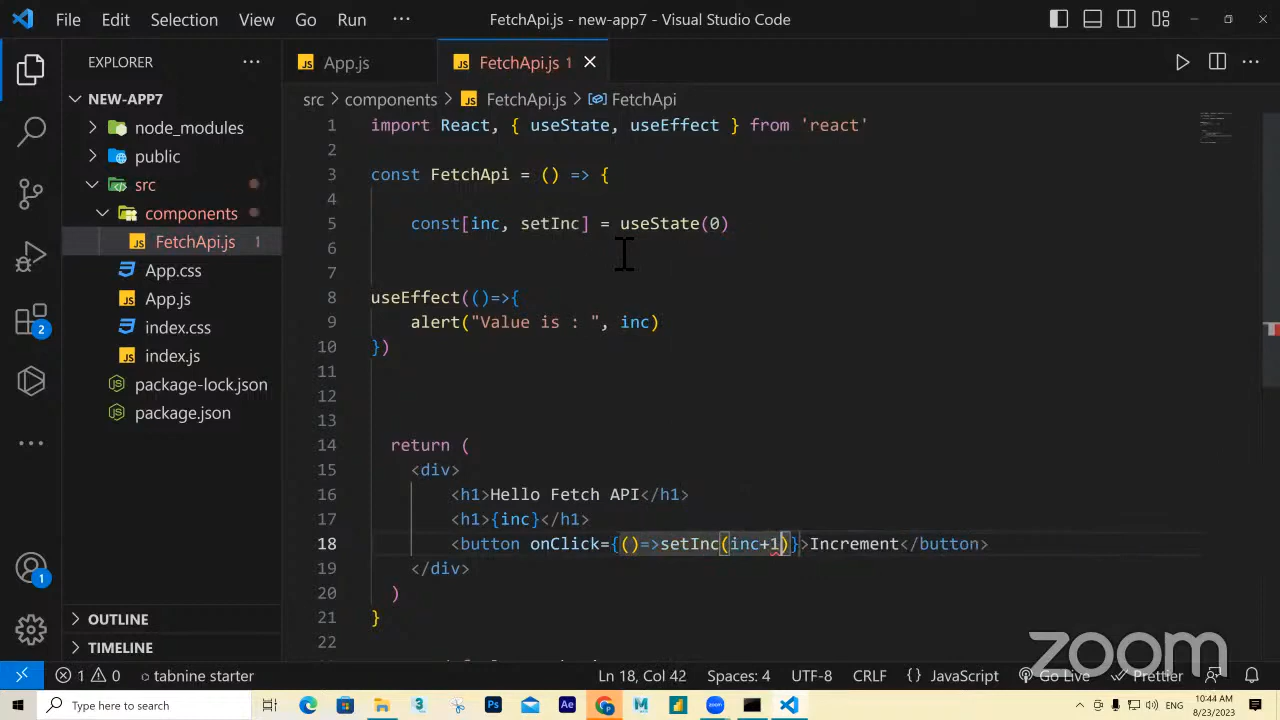 File Edit Selection View Go Run ··· FetchApi.js - new-app7 - Visual Studio Code
EXPLORER ···
App.js
FetchApi.js 1
NEW-APP7
node_modules
public
src
components
FetchApi.js 1
App.css
App.js
index.css
index.js
package-lock.json
package.json
OUTLINE
TIMELINE
2
1
src > components > FetchApi.js > FetchApi
1 import React, { useState, useEffect } from 'react'
2
3 const FetchApi = () => {
4
5 const[inc, setInc] = useState(0)
6
7
8 useEffect(()=>{
9 alert("Value is : ", inc)
10 })
11
12
13
14 return (
15 <div>
16 <h1>Hello Fetch API</h1>
17 <h1>{inc}</h1>
18 <button onClick={()=>setInc(inc+1)}>Increment</button>
19 </div>
20 )
21 }
22
zoom
1 0 tabnine starter Ln 18, Col 42 Spaces: 4 UTF-8 CRLF {} JavaScript Go Live Prettier
Type here to search
ENG
10:44 AM
8/23/2023